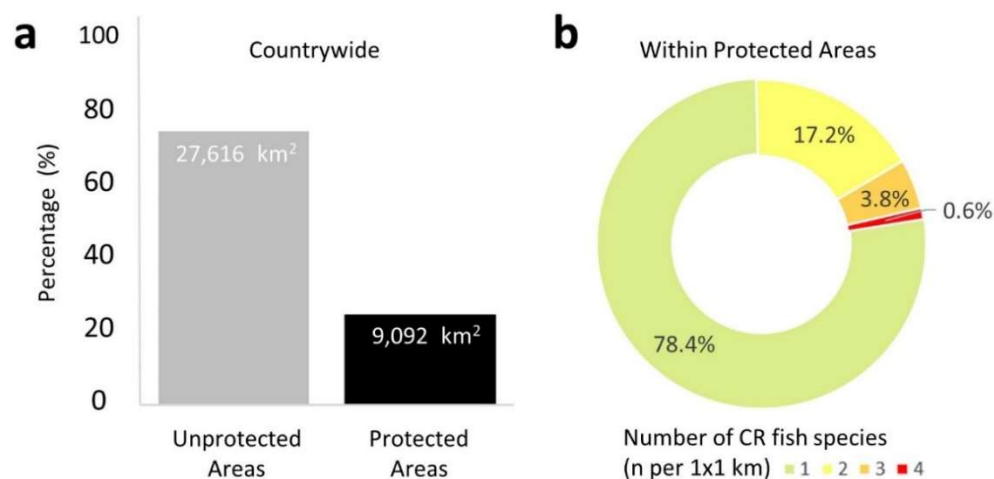 a
Countrywide
Percentage (%)
100
80
60
40
20
0
27,616 km²
9,092 km²
Unprotected
Areas
Protected
Areas
b
Within Protected Areas
17.2%
3.8%
0.6%
78.4%
Number of CR fish species
(n per 1x1 km) 1 2 3 4